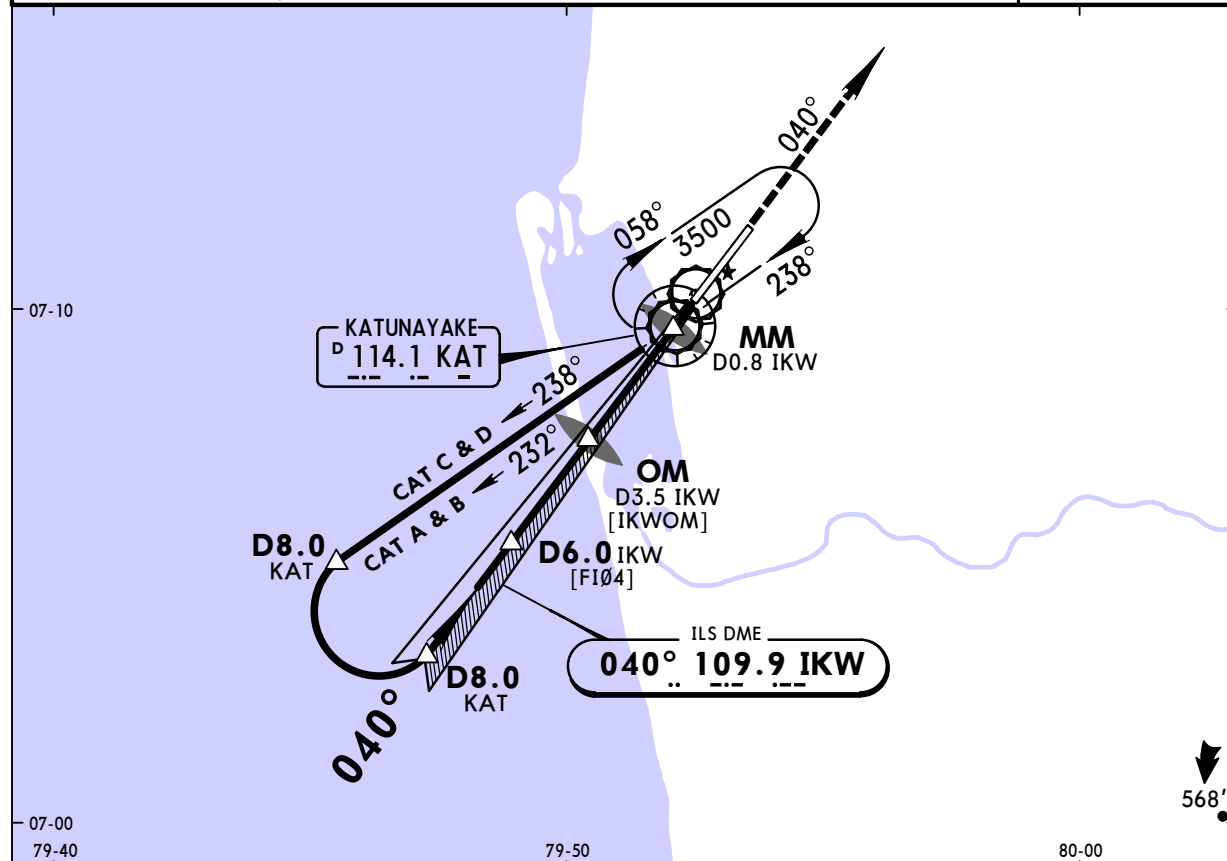 040°
058°
3500
238°
07-10
KATUNAYAKE
D 114.1 KAT
MM
D0.8 IKW
238°
CAT C & D
232°
CAT A & B
OM
D3.5 IKW
[IKWOM]
D8.0
KAT
D6.0 IKW
[FIØ4]
ILS DME
040° 109.9 IKW
D8.0
KAT
040°
568'
07-00
79-40
79-50
80-00